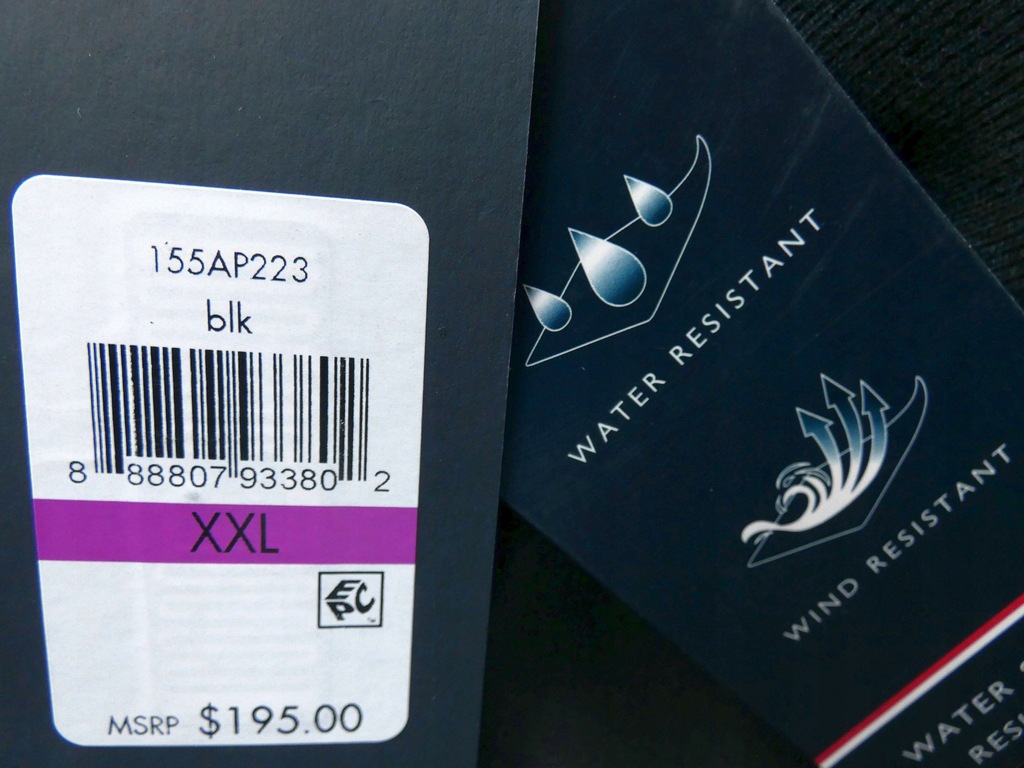 155AP223
blk
8 88807 93380 2
XXL
EPC
MSRP $195.00
WATER RESISTANT
WIND RESISTANT
WATER